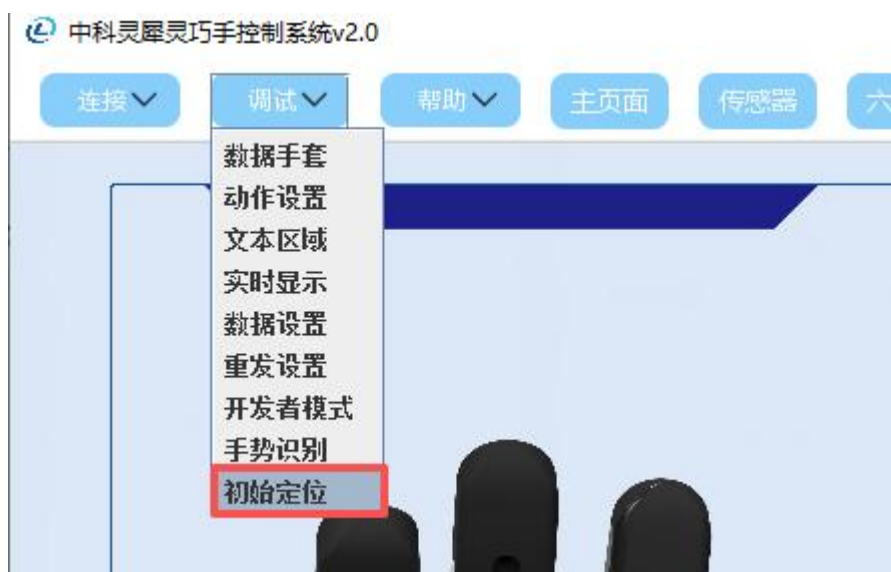 中科灵犀灵巧手控制系统v2.0
连接 调试 帮助 主页面 传感器 六
数据手套
动作设置
文本区域
实时显示
数据设置
重发设置
开发者模式
手势识别
初始定位